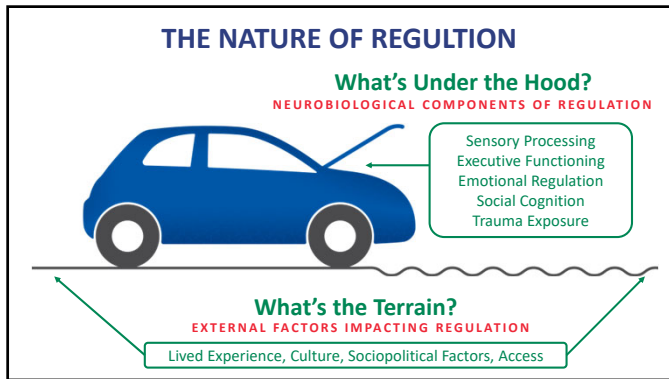 THE NATURE OF REGULTION
What's Under the Hood?
NEUROBIOLOGICAL COMPONENTS OF REGULATION
Sensory Processing
Executive Functioning
Emotional Regulation
Social Cognition
Trauma Exposure
What's the Terrain?
EXTERNAL FACTORS IMPACTING REGULATION
Lived Experience, Culture, Sociopolitical Factors, Access